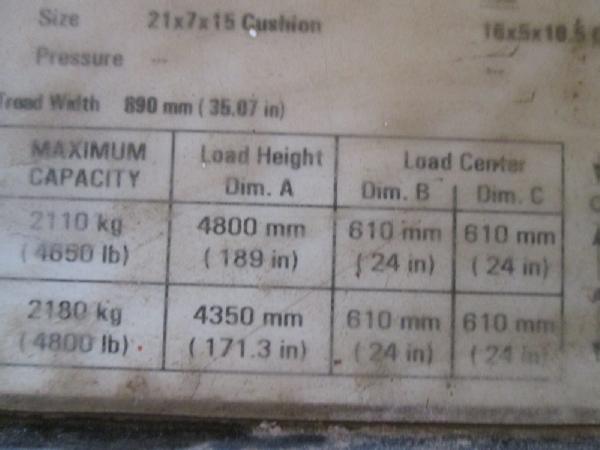 Size 21x7x15 Cushion 16x5x10.5
Pressure --- ---
Tread Width 890 mm ( 35.07 in)
MAXIMUM Load Height Load Center
CAPACITY Dim. A Dim. B Dim. C
2110 kg 4800 mm 610 mm 610 mm
( 4650 lb) ( 189 in) ( 24 in) ( 24 in)
2180 kg 4350 mm 610 mm 610 mm
( 4800 lb) ( 171.3 in) ( 24 in) ( 24 in)